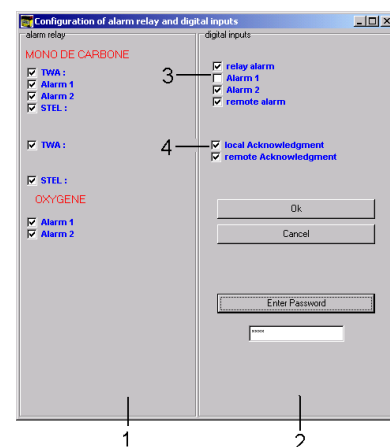 Configuration of alarm relay and digital inputs
alarm relay
MONO DE CARBONE
TWA :
Alarm 1
Alarm 2
STEL :
TWA :
STEL :
OXYGENE
Alarm 1
Alarm 2
digital inputs
relay alarm
3
Alarm 1
Alarm 2
remote alarm
4
local Acknowledgment
remote Acknowledgment
Ok
Cancel
Enter Password
****
1
2